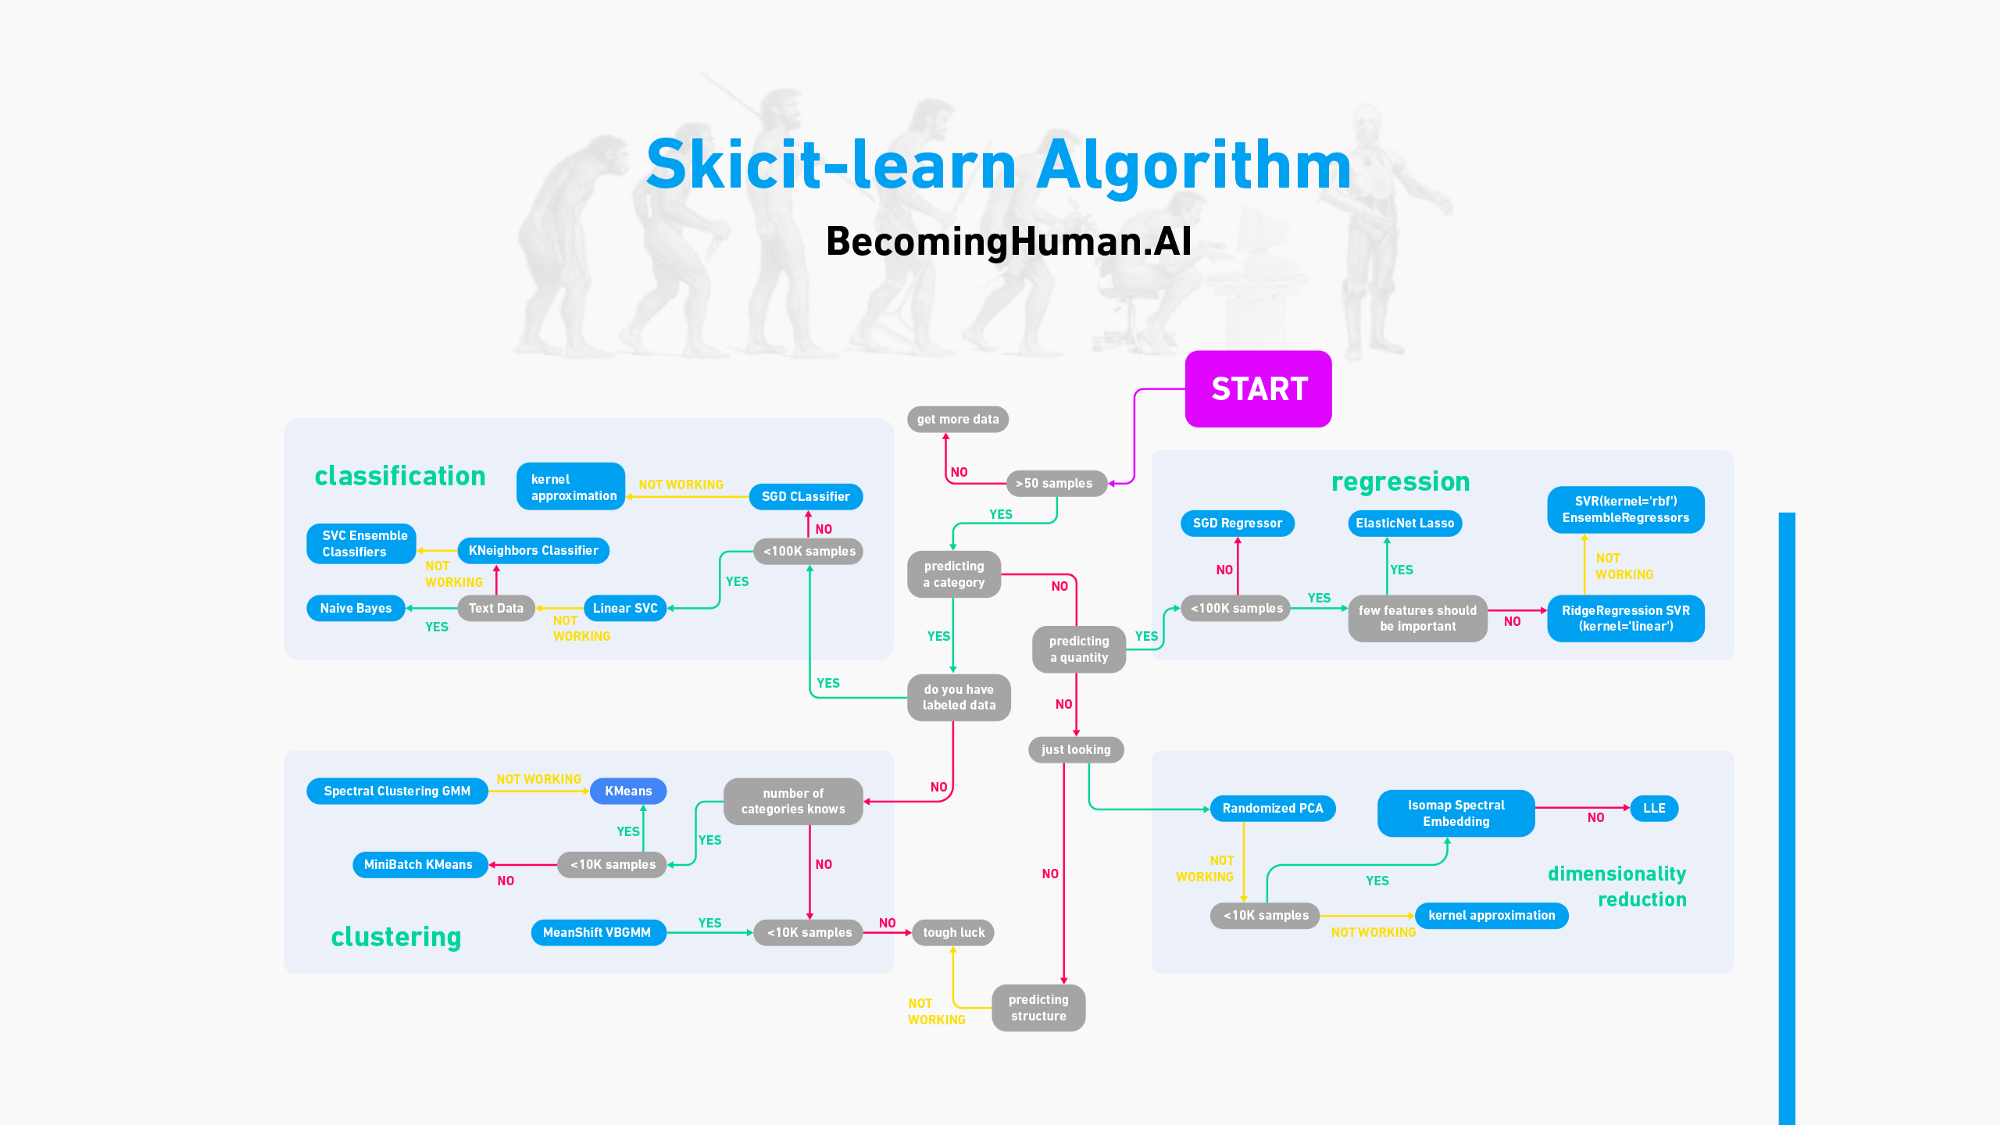 Skicit-learn Algorithm
BecomingHuman.AI
START
get more data
NO
>50 samples
YES
predicting
a category
NO
YES
predicting
a quantity
YES
NO
do you have
labeled data
YES
NO
just looking
NO
predicting
structure
NOT
WORKING
tough luck
classification
kernel
approximation
NOT WORKING
SGD CLassifier
NO
<100K samples
YES
SVC Ensemble
Classifiers
NOT
WORKING
KNeighbors Classifier
Naive Bayes
YES
Text Data
NOT
WORKING
Linear SVC
regression
SGD Regressor
NO
<100K samples
YES
ElasticNet Lasso
YES
few features should
be important
NO
SVR(kernel='rbf')
EnsembleRegressors
NOT
WORKING
RidgeRegression SVR
(kernel='linear')
Spectral Clustering GMM
NOT WORKING
KMeans
number of
categories knows
YES
YES
MiniBatch KMeans
NO
<10K samples
NO
clustering
MeanShift VBGMM
YES
<10K samples
NO
Randomized PCA
NOT
WORKING
<10K samples
Isomap Spectral
Embedding
NO
LLE
YES
NOT WORKING
kernel approximation
dimensionality
reduction